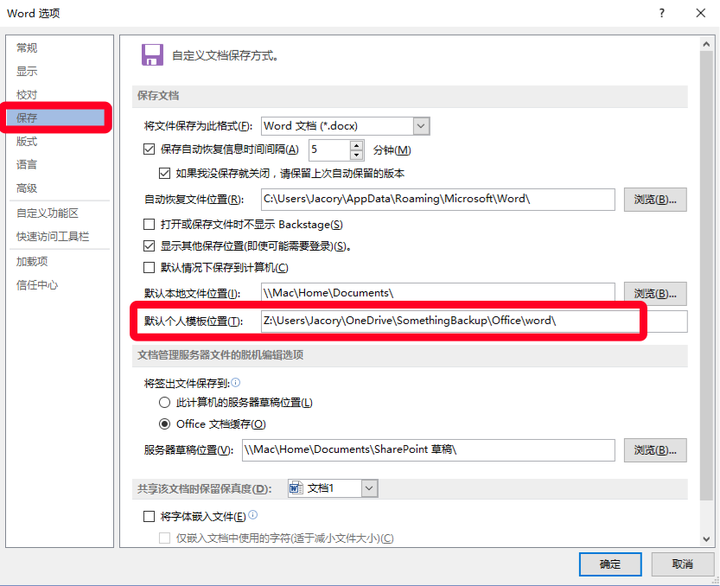 Word 选项
常规
显示
校对
保存
版式
语言
高级
自定义功能区
快速访问工具栏
加载项
信任中心
自定义文档保存方式。
保存文档
将文件保存为此格式(F): Word 文档 (*.docx)
保存自动恢复信息时间间隔(A) 5 分钟(M)
如果我没保存就关闭，请保留上次自动保留的版本
自动恢复文件位置(R): C:\Users\Jacory\AppData\Roaming\Microsoft\Word\ 浏览(B)...
打开或保存文件时不显示 Backstage(S)
显示其他保存位置(即使可能需要登录)(S)。
默认情况下保存到计算机(C)
默认本地文件位置(I): \\Mac\Home\Documents\ 浏览(B)...
默认个人模板位置(T): Z:\Users\Jacory\OneDrive\SomethingBackup\Office\word\
文档管理服务器文件的脱机编辑选项
将签出文件保存到:
此计算机的服务器草稿位置(L)
Office 文档缓存(O)
服务器草稿位置(V): \\Mac\Home\Documents\SharePoint 草稿\ 浏览(B)...
共享该文档时保留保真度(D): 文档1
将字体嵌入文件(E)
仅嵌入文档中使用的字符(适于减小文件大小)(C)
确定 取消